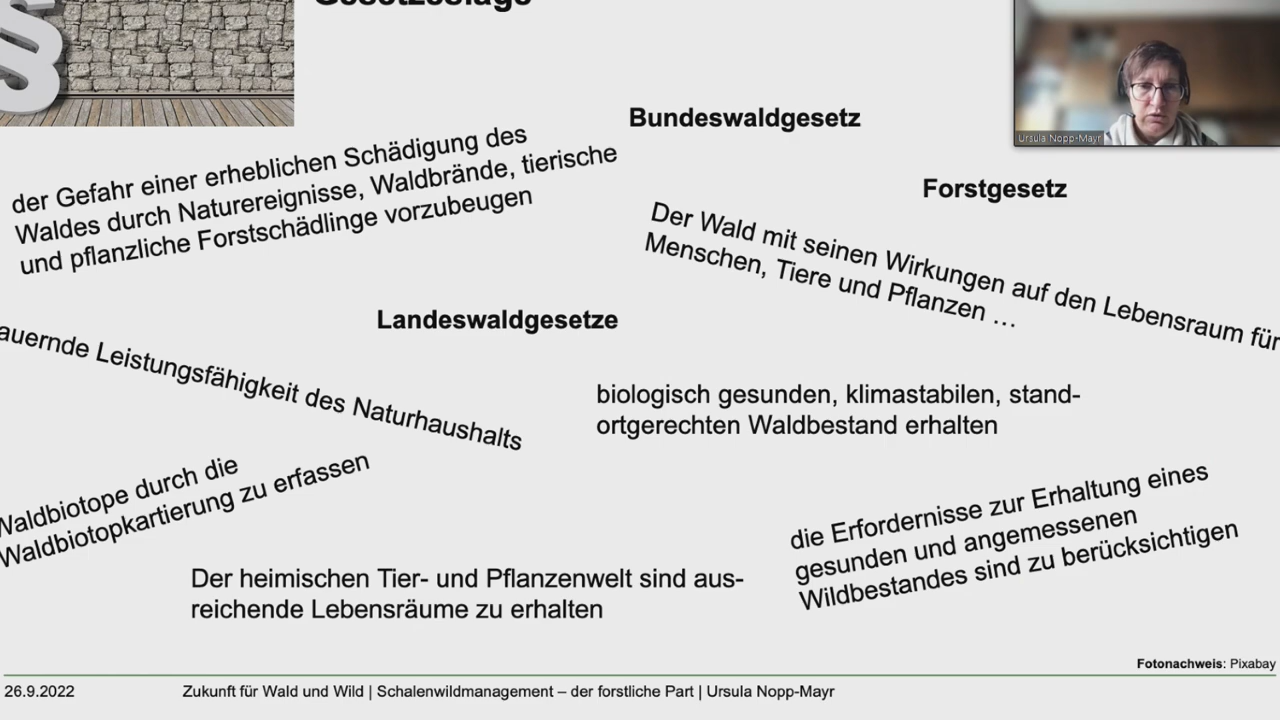 Gesetzeslage
§
Bundeswaldgesetz
Ursula Nopp-Mayr
der Gefahr einer erheblichen Schädigung des
Waldes durch Naturereignisse, Waldbrände, tierische
und pflanzliche Forstschädlinge vorzubeugen
Forstgesetz
Der Wald mit seinen Wirkungen auf den Lebensraum für
Menschen, Tiere und Pflanzen …
Landeswaldgesetze
auernde Leistungsfähigkeit des Naturhaushalts
biologisch gesunden, klimastabilen, stand-
ortgerechten Waldbestand erhalten
Waldbiotope durch die
Waldbiotopkartierung zu erfassen
die Erfordernisse zur Erhaltung eines
gesunden und angemessenen
Wildbestandes sind zu berücksichtigen
Der heimischen Tier- und Pflanzenwelt sind aus-
reichende Lebensräume zu erhalten
Fotonachweis: Pixabay
26.9.2022 Zukunft für Wald und Wild | Schalenwildmanagement – der forstliche Part | Ursula Nopp-Mayr